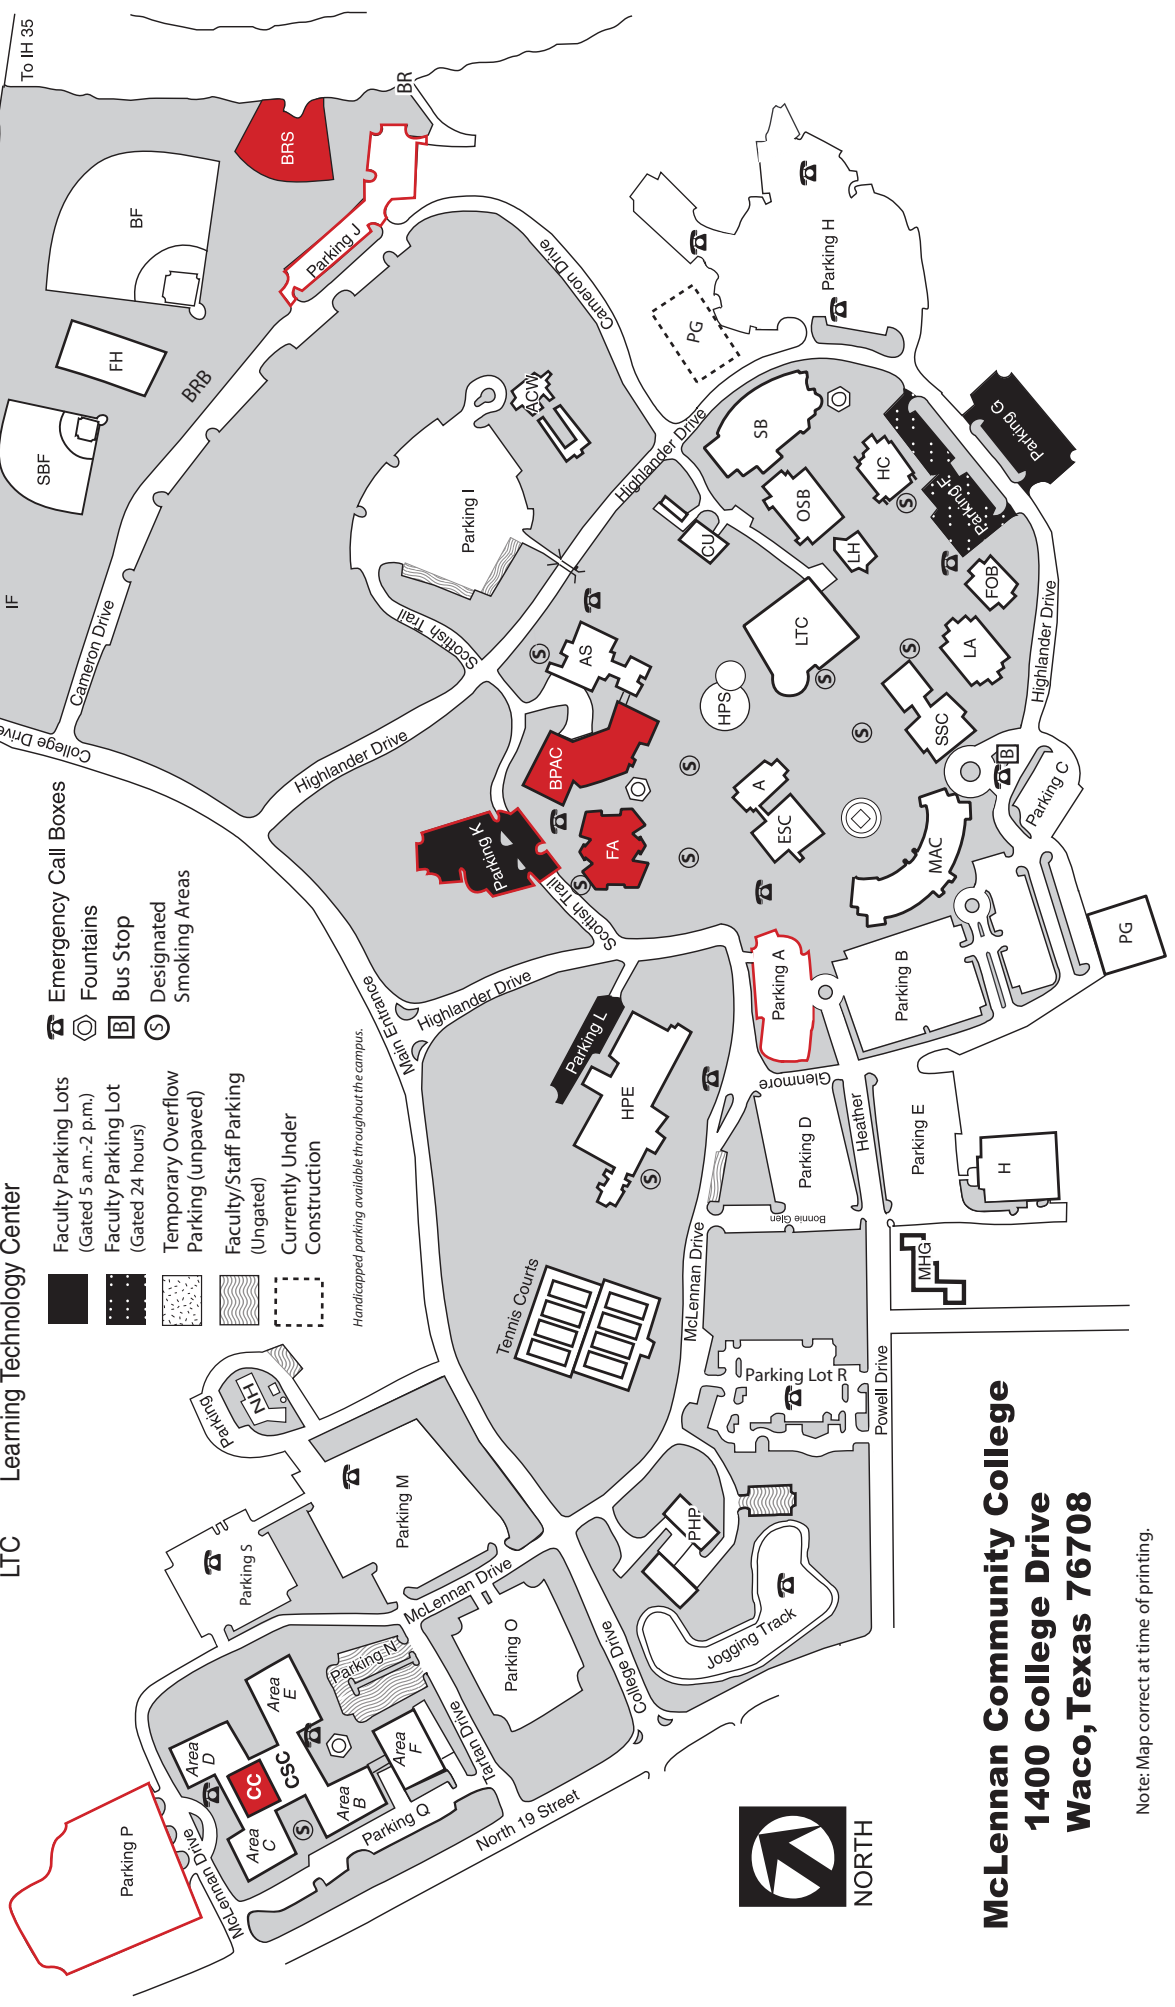 LTC Learning Technology Center
Faculty Parking Lots
(Gated 5 a.m.-2 p.m.)
Faculty Parking Lot
(Gated 24 hours)
Temporary Overflow
Parking (unpaved)
Faculty/Staff Parking
(Ungated)
Currently Under
Construction
Emergency Call Boxes
Fountains
B
Bus Stop
S
Designated
Smoking Areas
Handicapped parking available throughout the campus.
To IH 35
BRS
BR
BF
Parking J
FH
BRB
SBF
IF
Cameron Drive
College Drive
Cameron Drive
Highlander Drive
Parking I
ACW
Scottish Trail
Highlander Drive
PG
Parking H
SB
HC
OSB
LH
CU
Parking F
Parking G
FOB
LA
LTC
HPS
AS
S
S
S
S
BPAC
Parking K
FA
S
Scottish Trail
S
S
S
A
ESC
SSC
MAC
B
Parking C
Highlander Drive
PG
Main Entrance
Highlander Drive
Parking L
HPE
S
Parking A
Parking B
Glenmore
Heather
Parking D
Parking E
H
Bonnie Glen
MHG
McLennan Drive
Tennis Courts
Parking Lot R
Powell Drive
PHP
Jogging Track
NH
Parking
Parking M
Parking S
McLennan Drive
Parking O
College Drive
Parking N
Tartan Drive
Area
E
Area
D
CC
CSC
Area
C
Area
B
Area
F
S
Parking Q
North 19 Street
Parking P
McLennan Drive
NORTH
McLennan Community College
1400 College Drive
Waco, Texas 76708
Note: Map correct at time of printing.